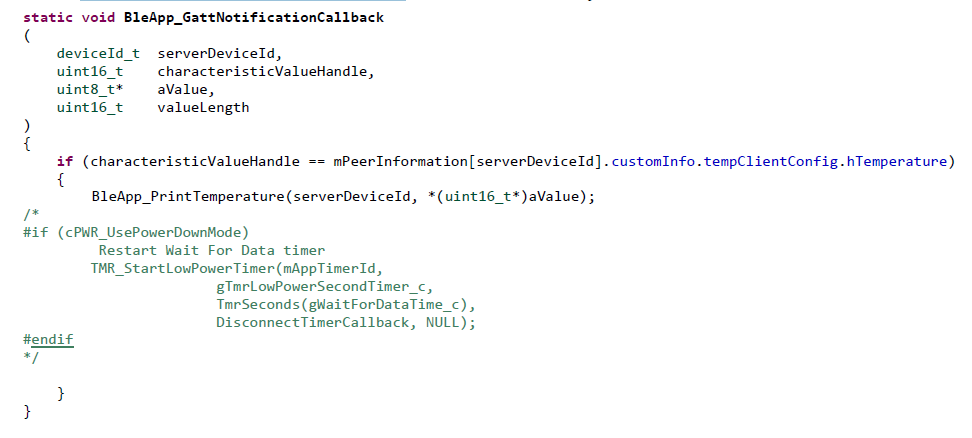 static void BleApp_GattNotificationCallback
(
    deviceId_t  serverDeviceId,
    uint16_t    characteristicValueHandle,
    uint8_t*    aValue,
    uint16_t    valueLength
)
{
    if (characteristicValueHandle == mPeerInformation[serverDeviceId].customInfo.tempClientConfig.hTemperature)
    {
        BleApp_PrintTemperature(serverDeviceId, *(uint16_t*)aValue);
/*
#if (cPWR_UsePowerDownMode)
         Restart Wait For Data timer
        TMR_StartLowPowerTimer(mAppTimerId,
                       gTmrLowPowerSecondTimer_c,
                       TmrSeconds(gWaitForDataTime_c),
                       DisconnectTimerCallback, NULL);
#endif
*/
    }
}